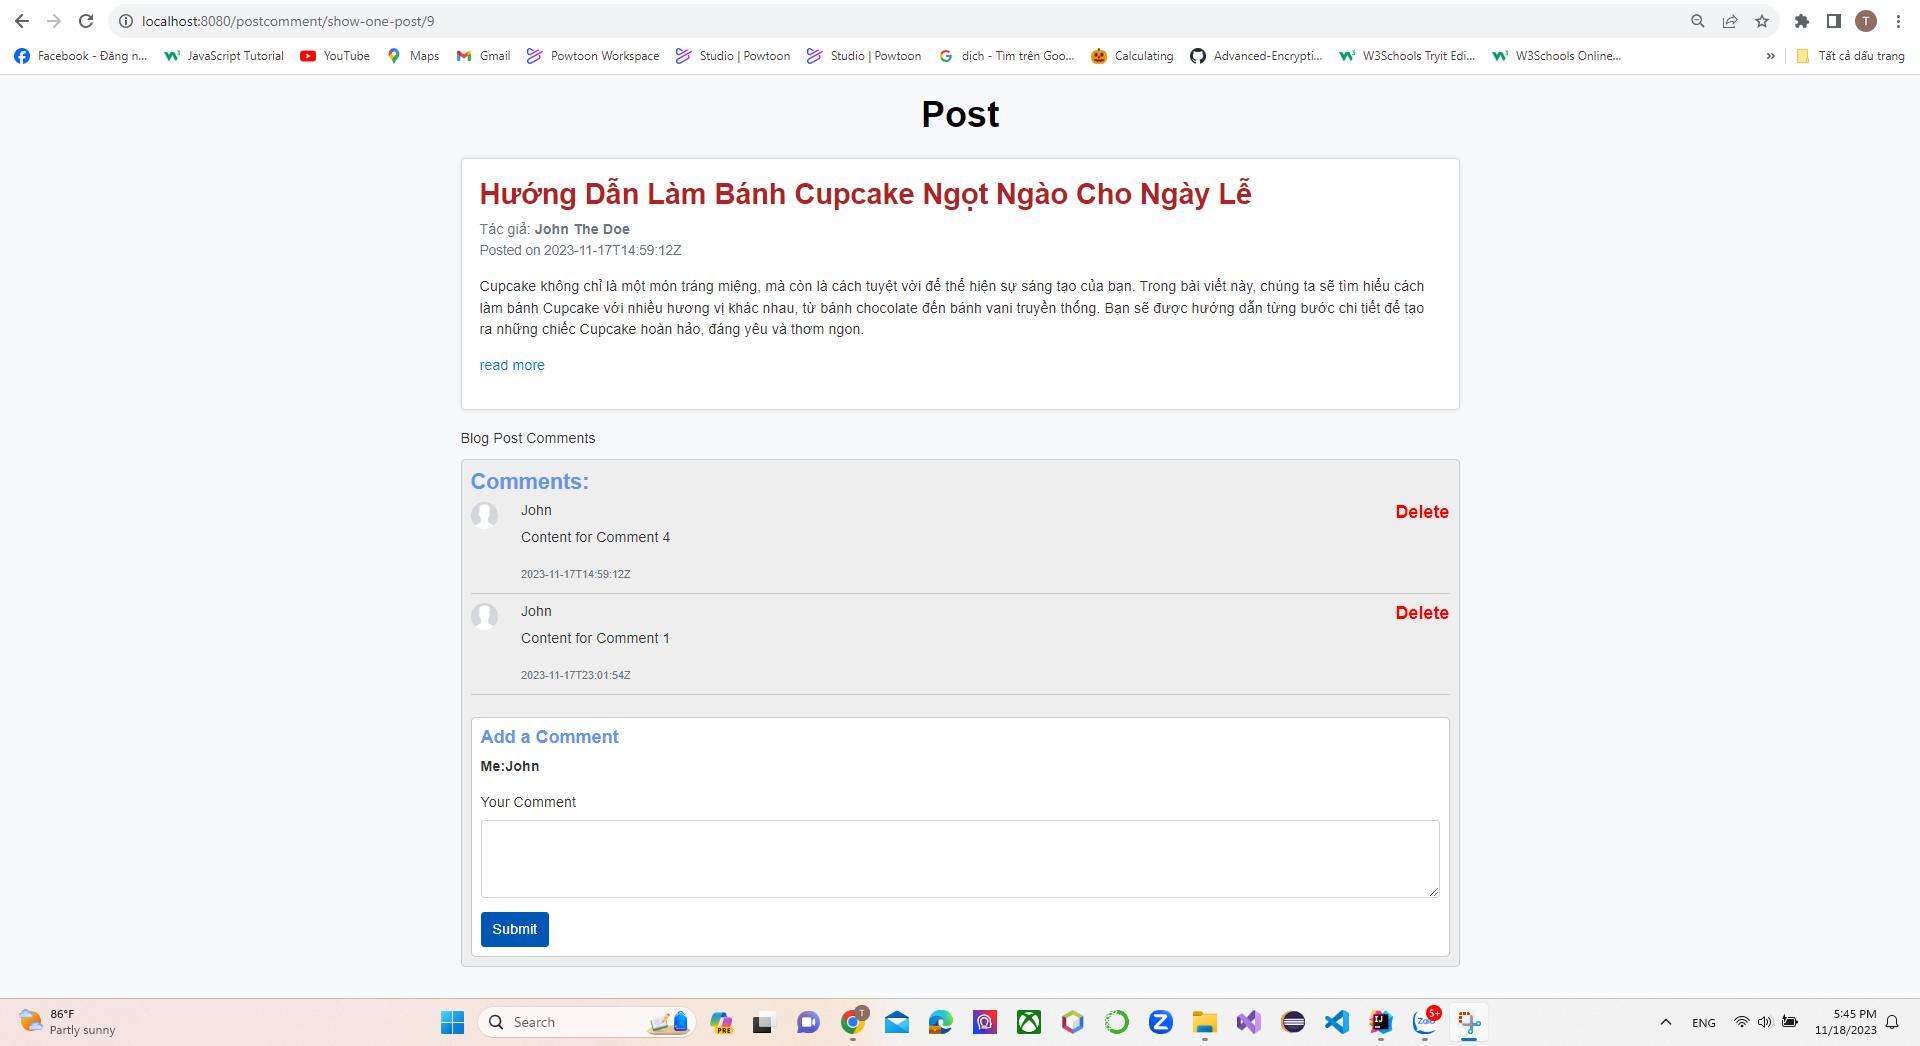 localhost:8080/postcomment/show-one-post/9
T
Facebook - Đăng n...
JavaScript Tutorial
YouTube
Maps
Gmail
Powtoon Workspace
Studio | Powtoon
Studio | Powtoon
dịch - Tìm trên Goo...
Calculating
Advanced-Encrypti...
W3Schools Tryit Edi...
W3Schools Online...
»
Tất cả dấu trang
Post
Hướng Dẫn Làm Bánh Cupcake Ngọt Ngào Cho Ngày Lễ
Tác giả: John The Doe
Posted on 2023-11-17T14:59:12Z
Cupcake không chỉ là một món tráng miệng, mà còn là cách tuyệt vời để thể hiện sự sáng tạo của bạn. Trong bài viết này, chúng ta sẽ tìm hiểu cách
làm bánh Cupcake với nhiều hương vị khác nhau, từ bánh chocolate đến bánh vani truyền thống. Bạn sẽ được hướng dẫn từng bước chi tiết để tạo
ra những chiếc Cupcake hoàn hảo, đáng yêu và thơm ngon.
read more
Blog Post Comments
Comments:
John
Delete
Content for Comment 4
2023-11-17T14:59:12Z
John
Delete
Content for Comment 1
2023-11-17T23:01:54Z
Add a Comment
Me:John
Your Comment
Submit
86°F
Partly sunny
Search
PRE
T
Z
IJ
Zalo
5+
ENG
5:45 PM
11/18/2023